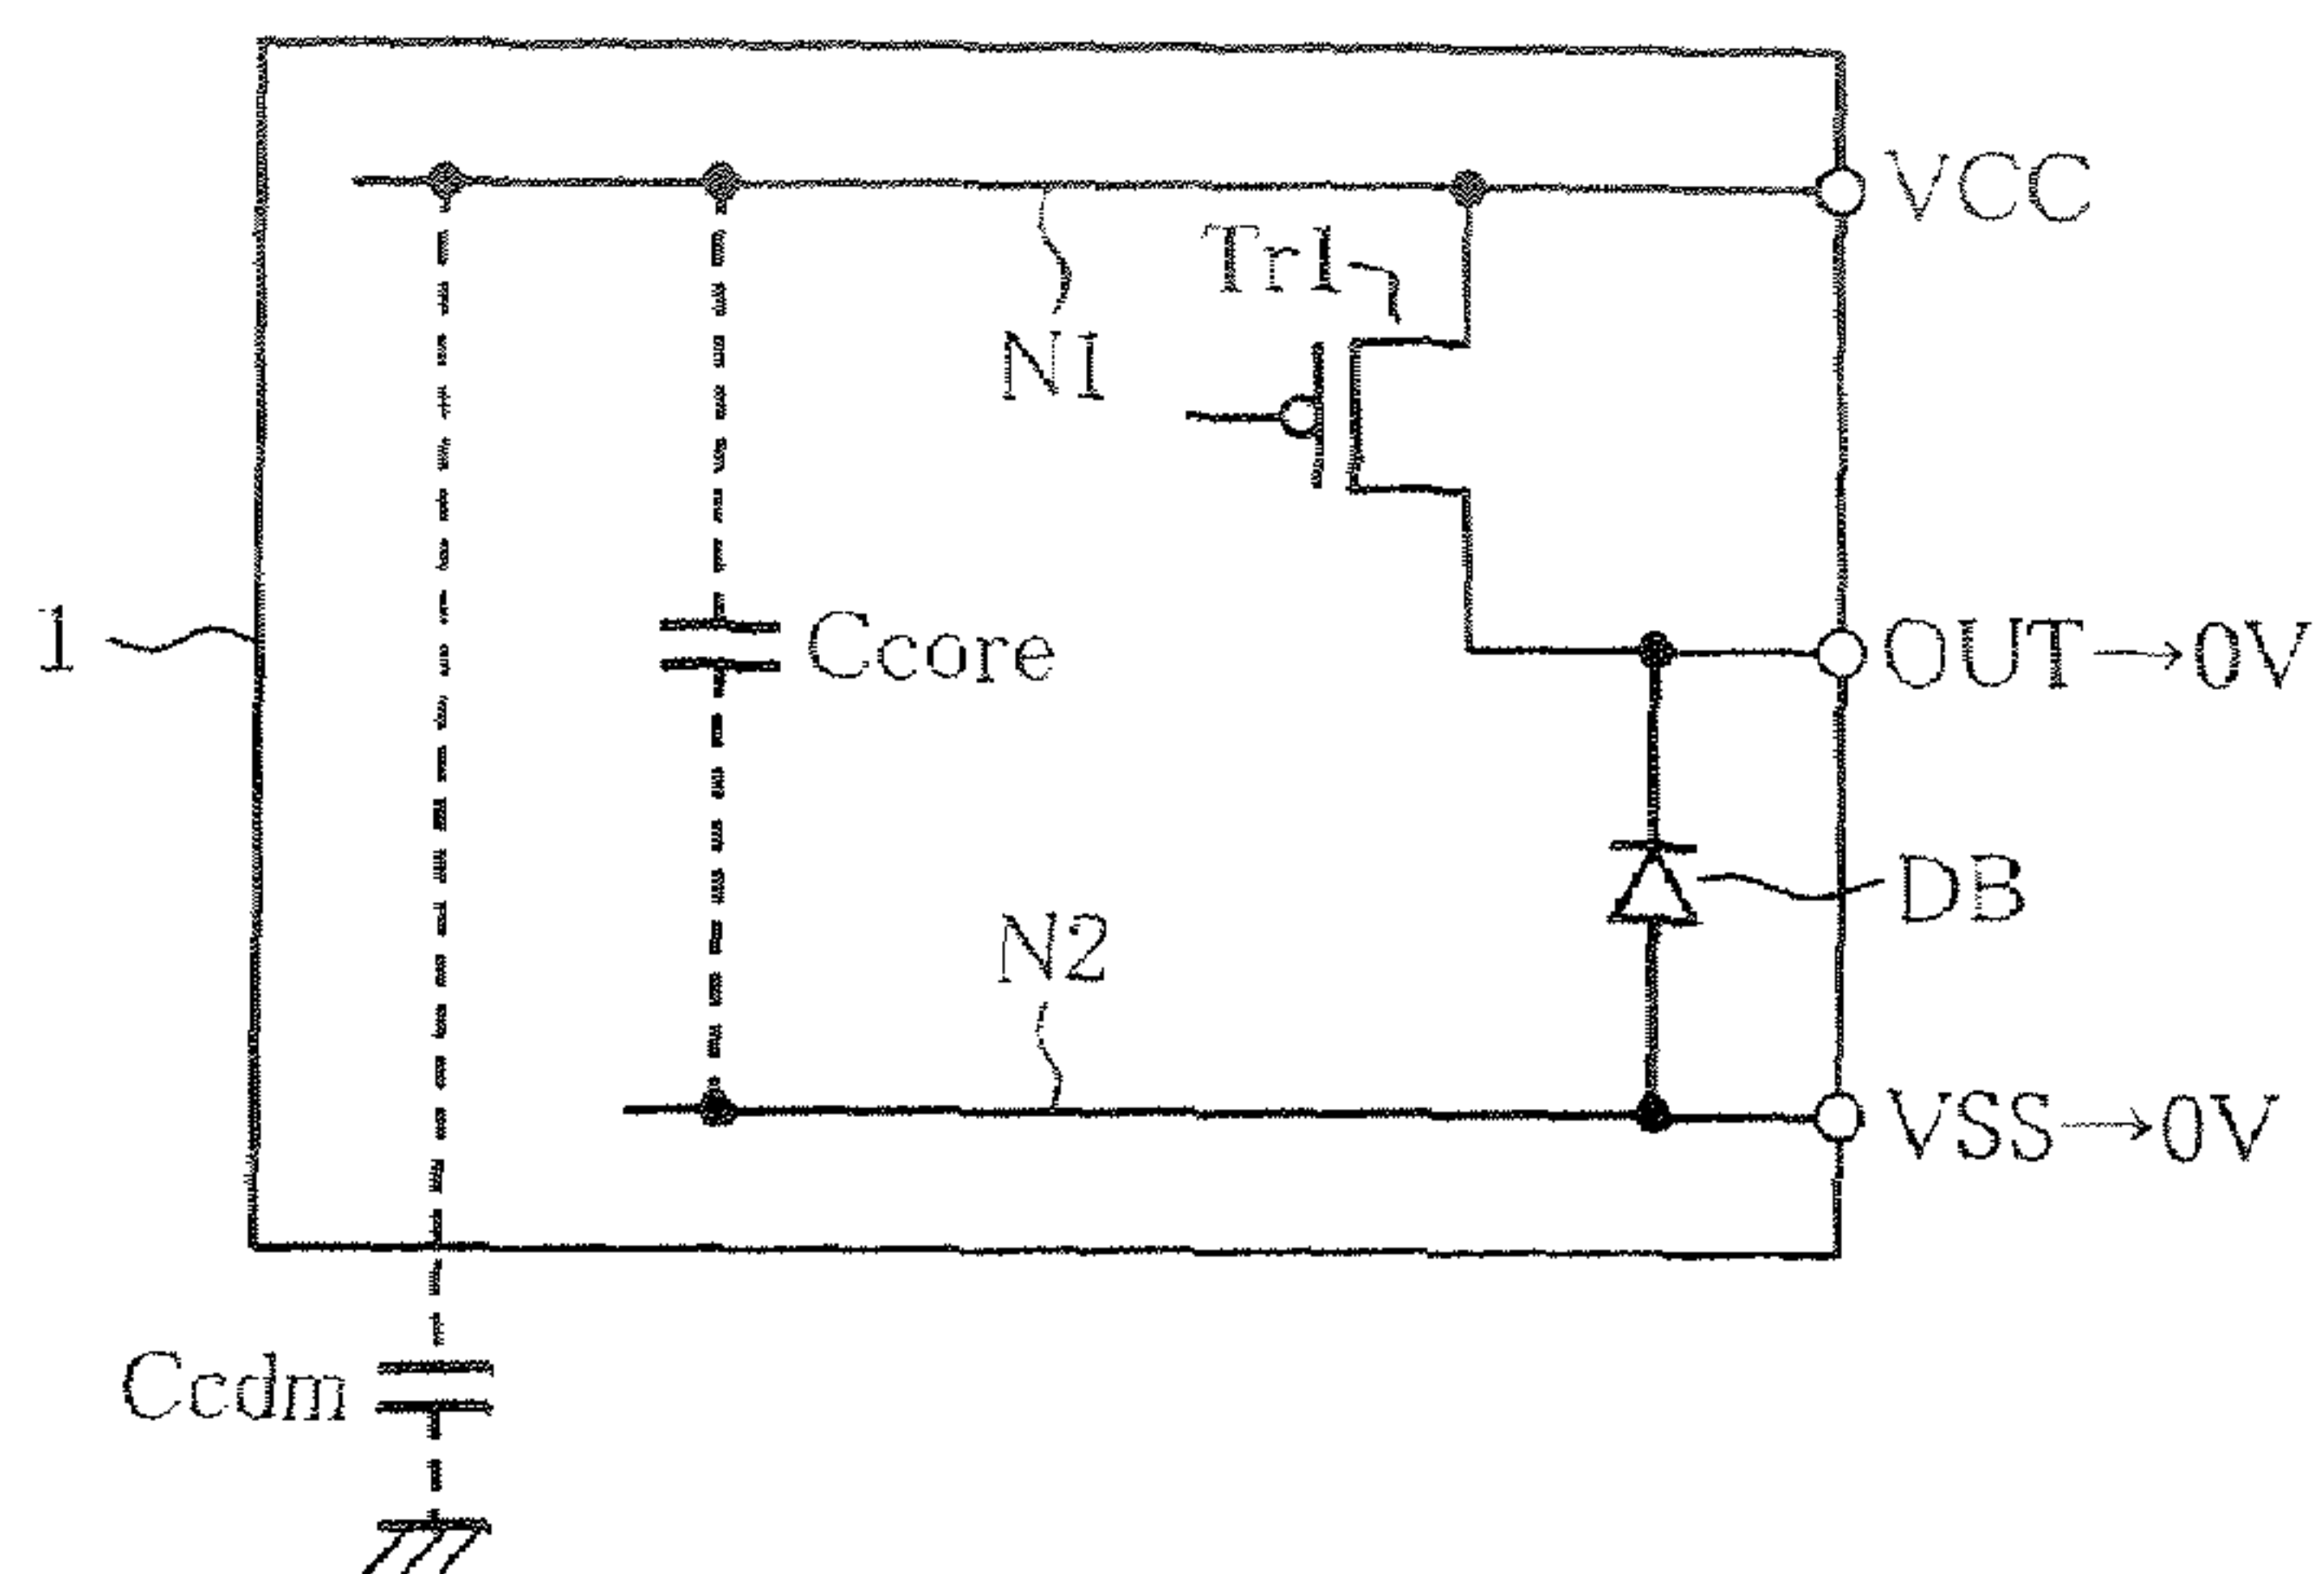 VCC
Tr1
N1
1
Ccore
OUT→0V
DB
N2
VSS→0V
Ccdm